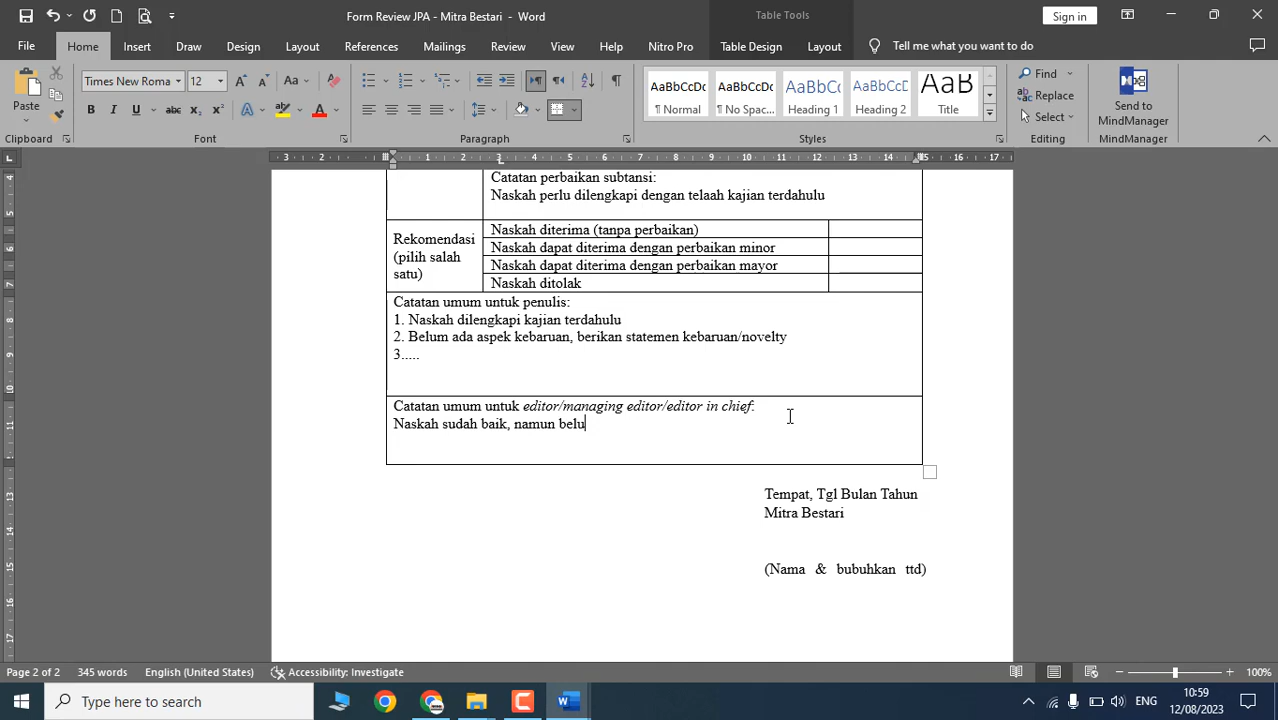 Form Review JPA - Mitra Bestari - Word
Table Tools
Sign in
File
Home
Insert
Draw
Design
Layout
References
Mailings
Review
View
Help
Nitro Pro
Table Design
Layout
Tell me what you want to do
Paste
Clipboard
Times New Roma
12
Font
Paragraph
AaBbCcDc
¶ Normal
AaBbCcDc
¶ No Spac...
AaBbCc
Heading 1
AaBbCcD
Heading 2
AaB
Title
Styles
Find
Replace
Select
Editing
Send to
MindManager
MindManager
Catatan perbaikan subtansi:
Naskah perlu dilengkapi dengan telaah kajian terdahulu
Rekomendasi
(pilih salah
satu)
Naskah diterima (tanpa perbaikan)
Naskah dapat diterima dengan perbaikan minor
Naskah dapat diterima dengan perbaikan mayor
Naskah ditolak
Catatan umum untuk penulis:
1. Naskah dilengkapi kajian terdahulu
2. Belum ada aspek kebaruan, berikan statemen kebaruan/novelty
3.....
Catatan umum untuk editor/managing editor/editor in chief:
Naskah sudah baik, namun belu
Tempat, Tgl Bulan Tahun
Mitra Bestari
(Nama & bubuhkan ttd)
Page 2 of 2
345 words
English (United States)
Accessibility: Investigate
100%
Type here to search
ENG
10:59
12/08/2023